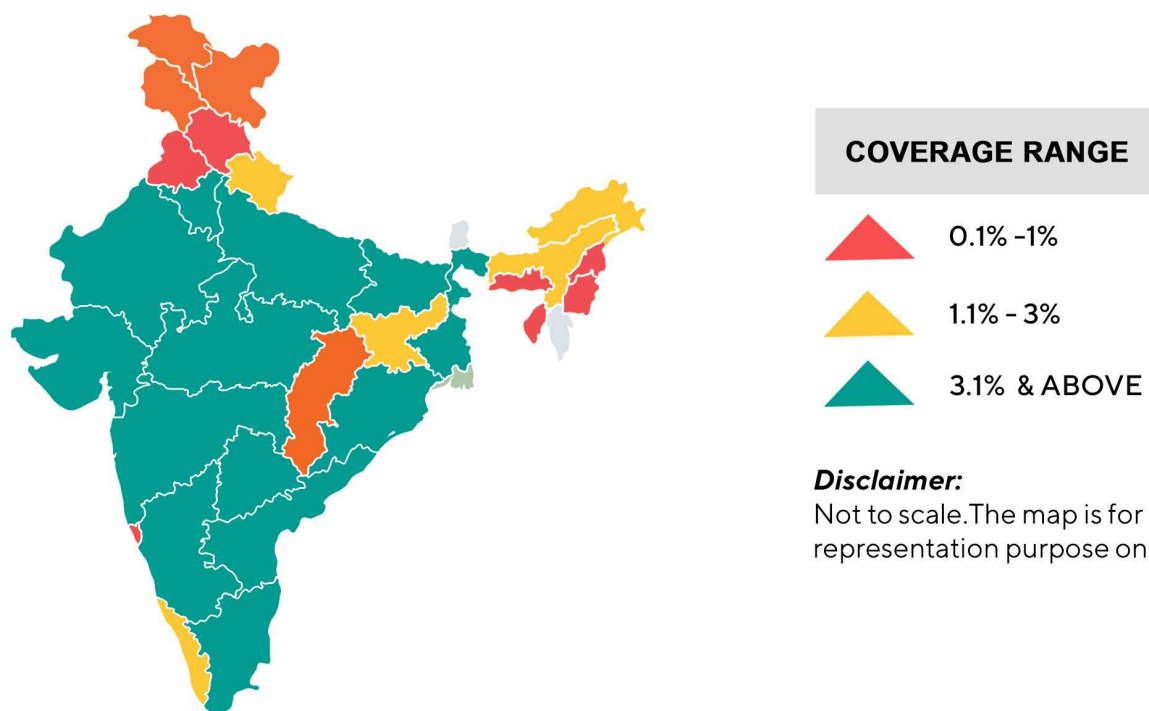 COVERAGE RANGE
0.1% -1%
1.1% - 3%
3.1% & ABOVE
Disclaimer:
Not to scale.The map is for
representation purpose on